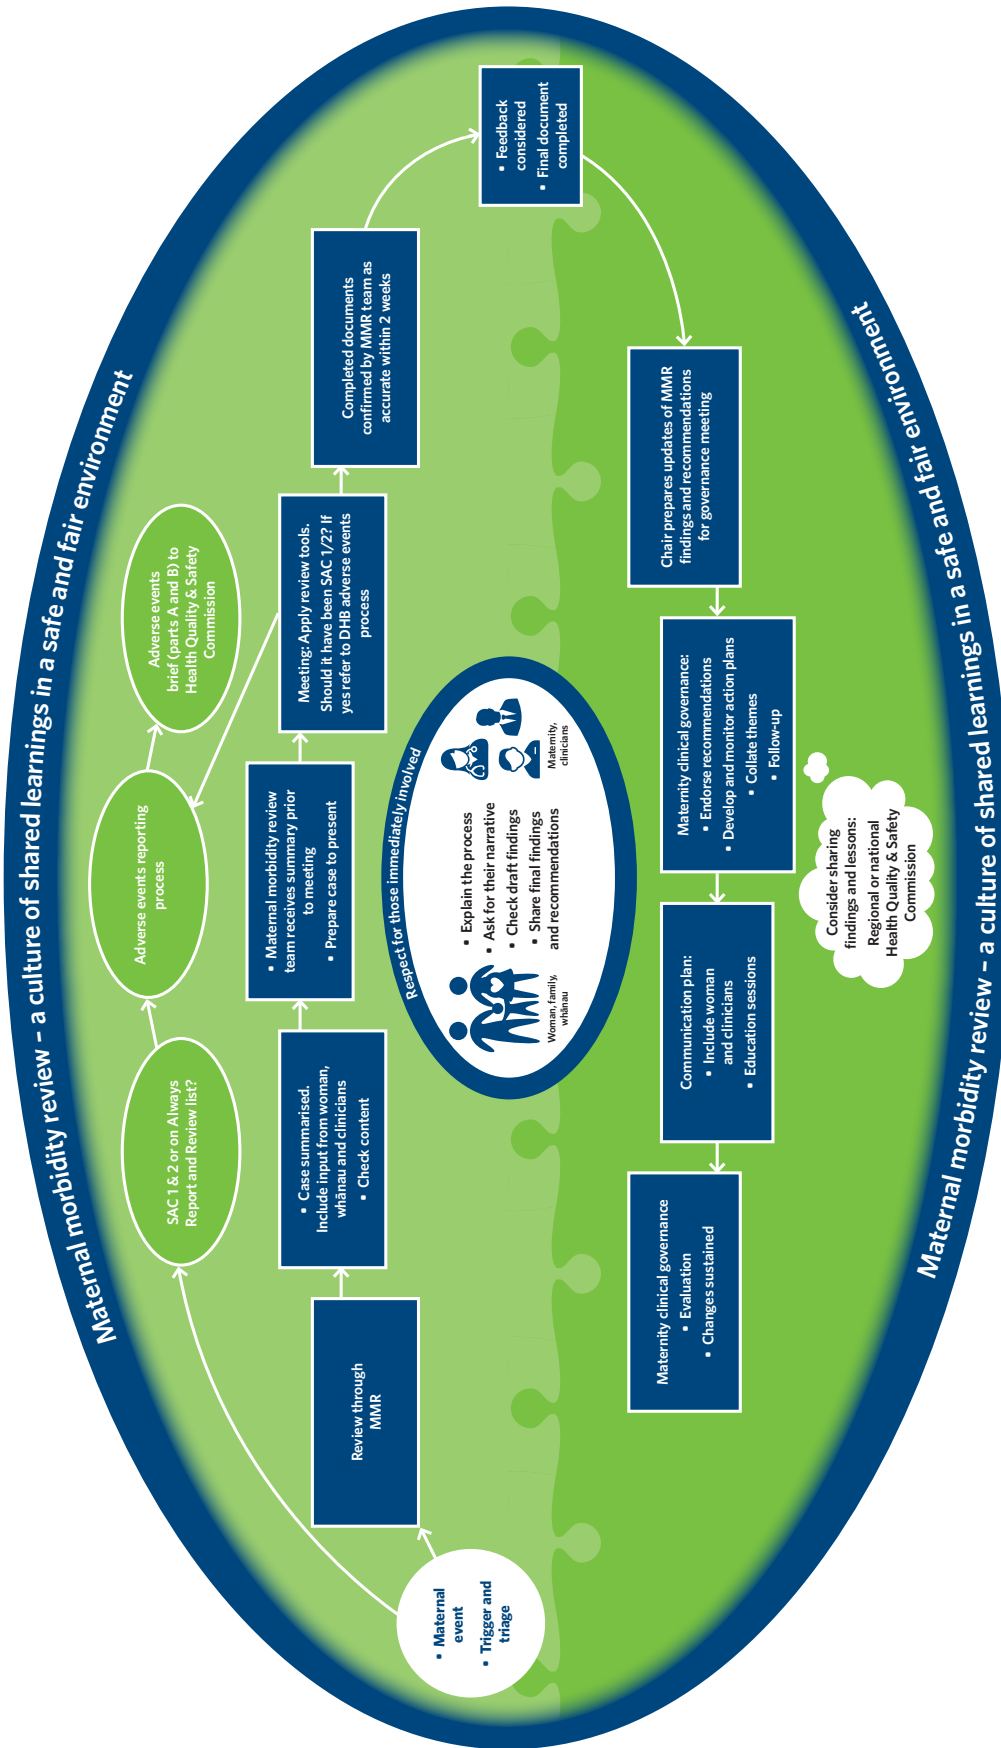 Maternal morbidity review – a culture of shared learnings in a safe and fair environment
▪ Maternal
event
▪ Trigger and
triage
SAC 1 & 2 or on Always
Report and Review list?
Adverse events reporting
process
Adverse events
brief (parts A and B) to
Health Quality & Safety
Commission
Review through
MMR
▪ Case summarised.
Include input from woman,
whānau and clinicians
▪ Check content
▪ Maternal morbidity review
team receives summary prior
to meeting
▪ Prepare case to present
Meeting: Apply review tools.
Should it have been SAC 1/2? If
yes refer to DHB adverse events
process
Completed documents
confirmed by MMR team as
accurate within 2 weeks
▪ Feedback
considered
▪ Final document
completed
Respect for those immediately involved
Woman, family,
whānau
▪ Explain the process
▪ Ask for their narrative
▪ Check draft findings
▪ Share final findings
and recommendations
Maternity,
clinicians
Chair prepares updates of MMR
findings and recommendations
for governance meeting
Maternity clinical governance:
▪ Endorse recommendations
▪ Develop and monitor action plans
▪ Collate themes
▪ Follow-up
Communication plan:
▪ Include woman
and clinicians
▪ Education sessions
Maternity clinical governance
▪ Evaluation
▪ Changes sustained
Consider sharing
findings and lessons:
Regional or national
Health Quality & Safety
Commission
Maternal morbidity review – a culture of shared learnings in a safe and fair environment